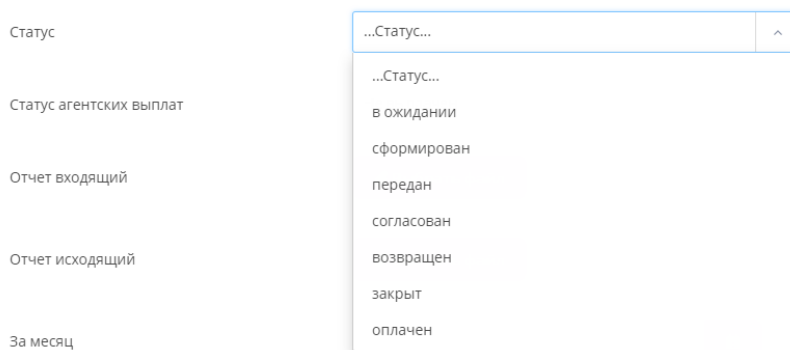 Статус
...Статус...
...Статус...
Статус агентских выплат
в ожидании
сформирован
Отчет входящий
передан
согласован
Отчет исходящий
возвращен
закрыт
оплачен
За месяц